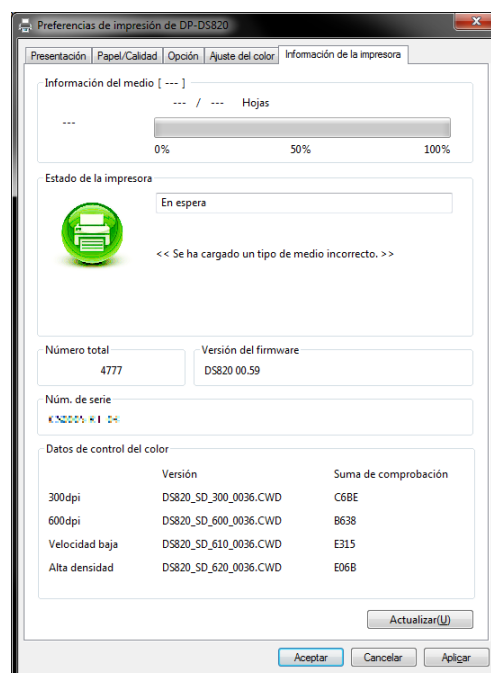 Preferencias de impresión de DP-DS820
Presentación Papel/Calidad Opción Ajuste del color Información de la impresora
Información del medio [ --- ]
--- / --- Hojas
---
0% 50% 100%
Estado de la impresora
En espera
<< Se ha cargado un tipo de medio incorrecto. >>
Número total Versión del firmware
4777 DS820 00.59
Núm. de serie
Datos de control del color
Versión Suma de comprobación
300dpi DS820_SD_300_0036.CWD C6BE
600dpi DS820_SD_600_0036.CWD B638
Velocidad baja DS820_SD_610_0036.CWD E315
Alta densidad DS820_SD_620_0036.CWD E06B
Actualizar(U)
Aceptar Cancelar Aplicar